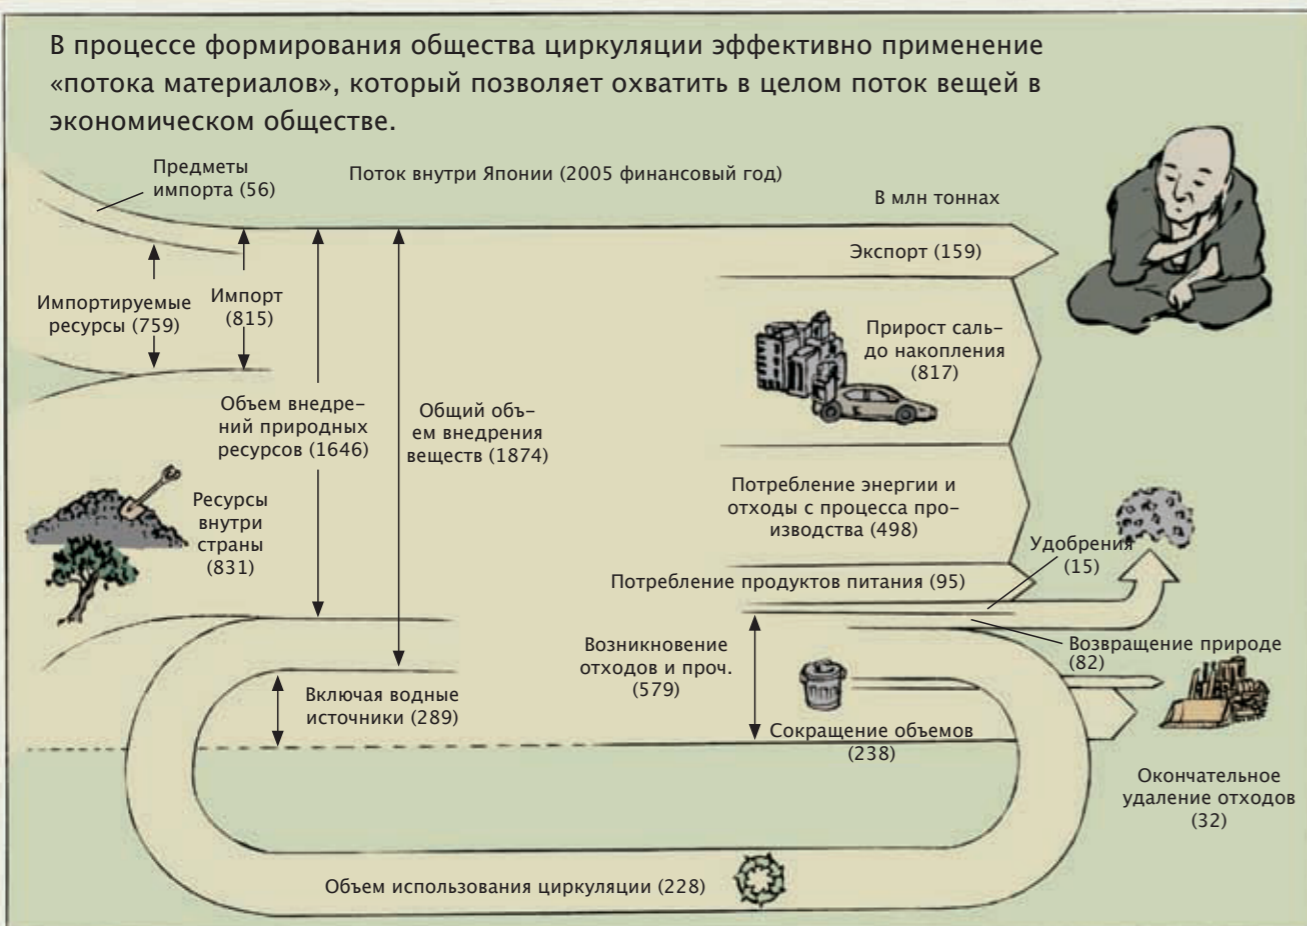 В процессе формирования общества циркуляции эффективно применение
«потока материалов», который позволяет охватить в целом поток вещей в
экономическом обществе.
Предметы
импорта (56)
Поток внутри Японии (2005 финансовый год)
В млн тоннах
Экспорт (159)
Импортируемые
ресурсы (759)
Импорт
(815)
Прирост саль-
до накопления
(817)
Объем внедре-
ний природных
ресурсов (1646)
Общий объ-
ем внедрения
веществ (1874)
Ресурсы
внутри
страны
(831)
Потребление энергии и
отходы с процесса про-
изводства (498)
Удобрения
(15)
Потребление продуктов питания (95)
Возникновение
отходов и проч.
(579)
Возвращение природе
(82)
Включая водные
источники (289)
Сокращение объемов
(238)
Окончательное
удаление отходов
(32)
Объем использования циркуляции (228)